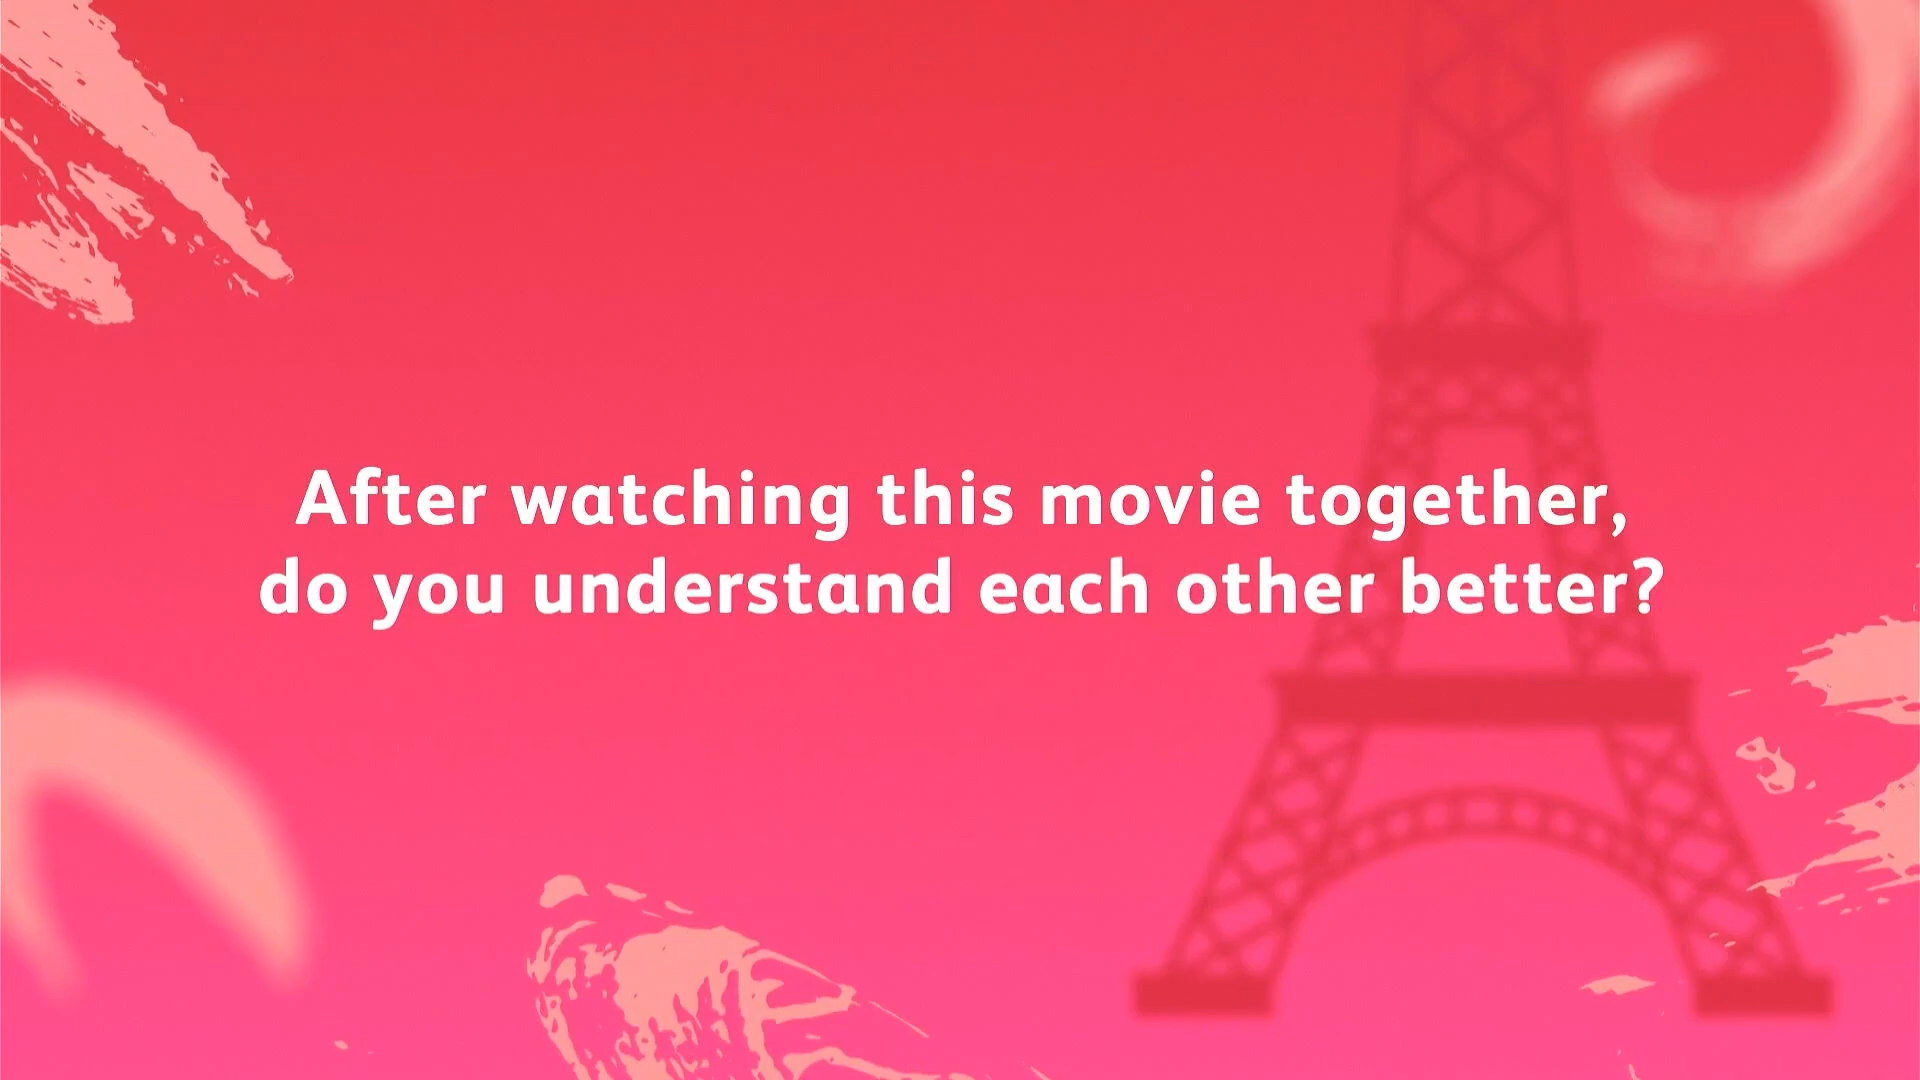 After watching this movie together,
do you understand each other better?